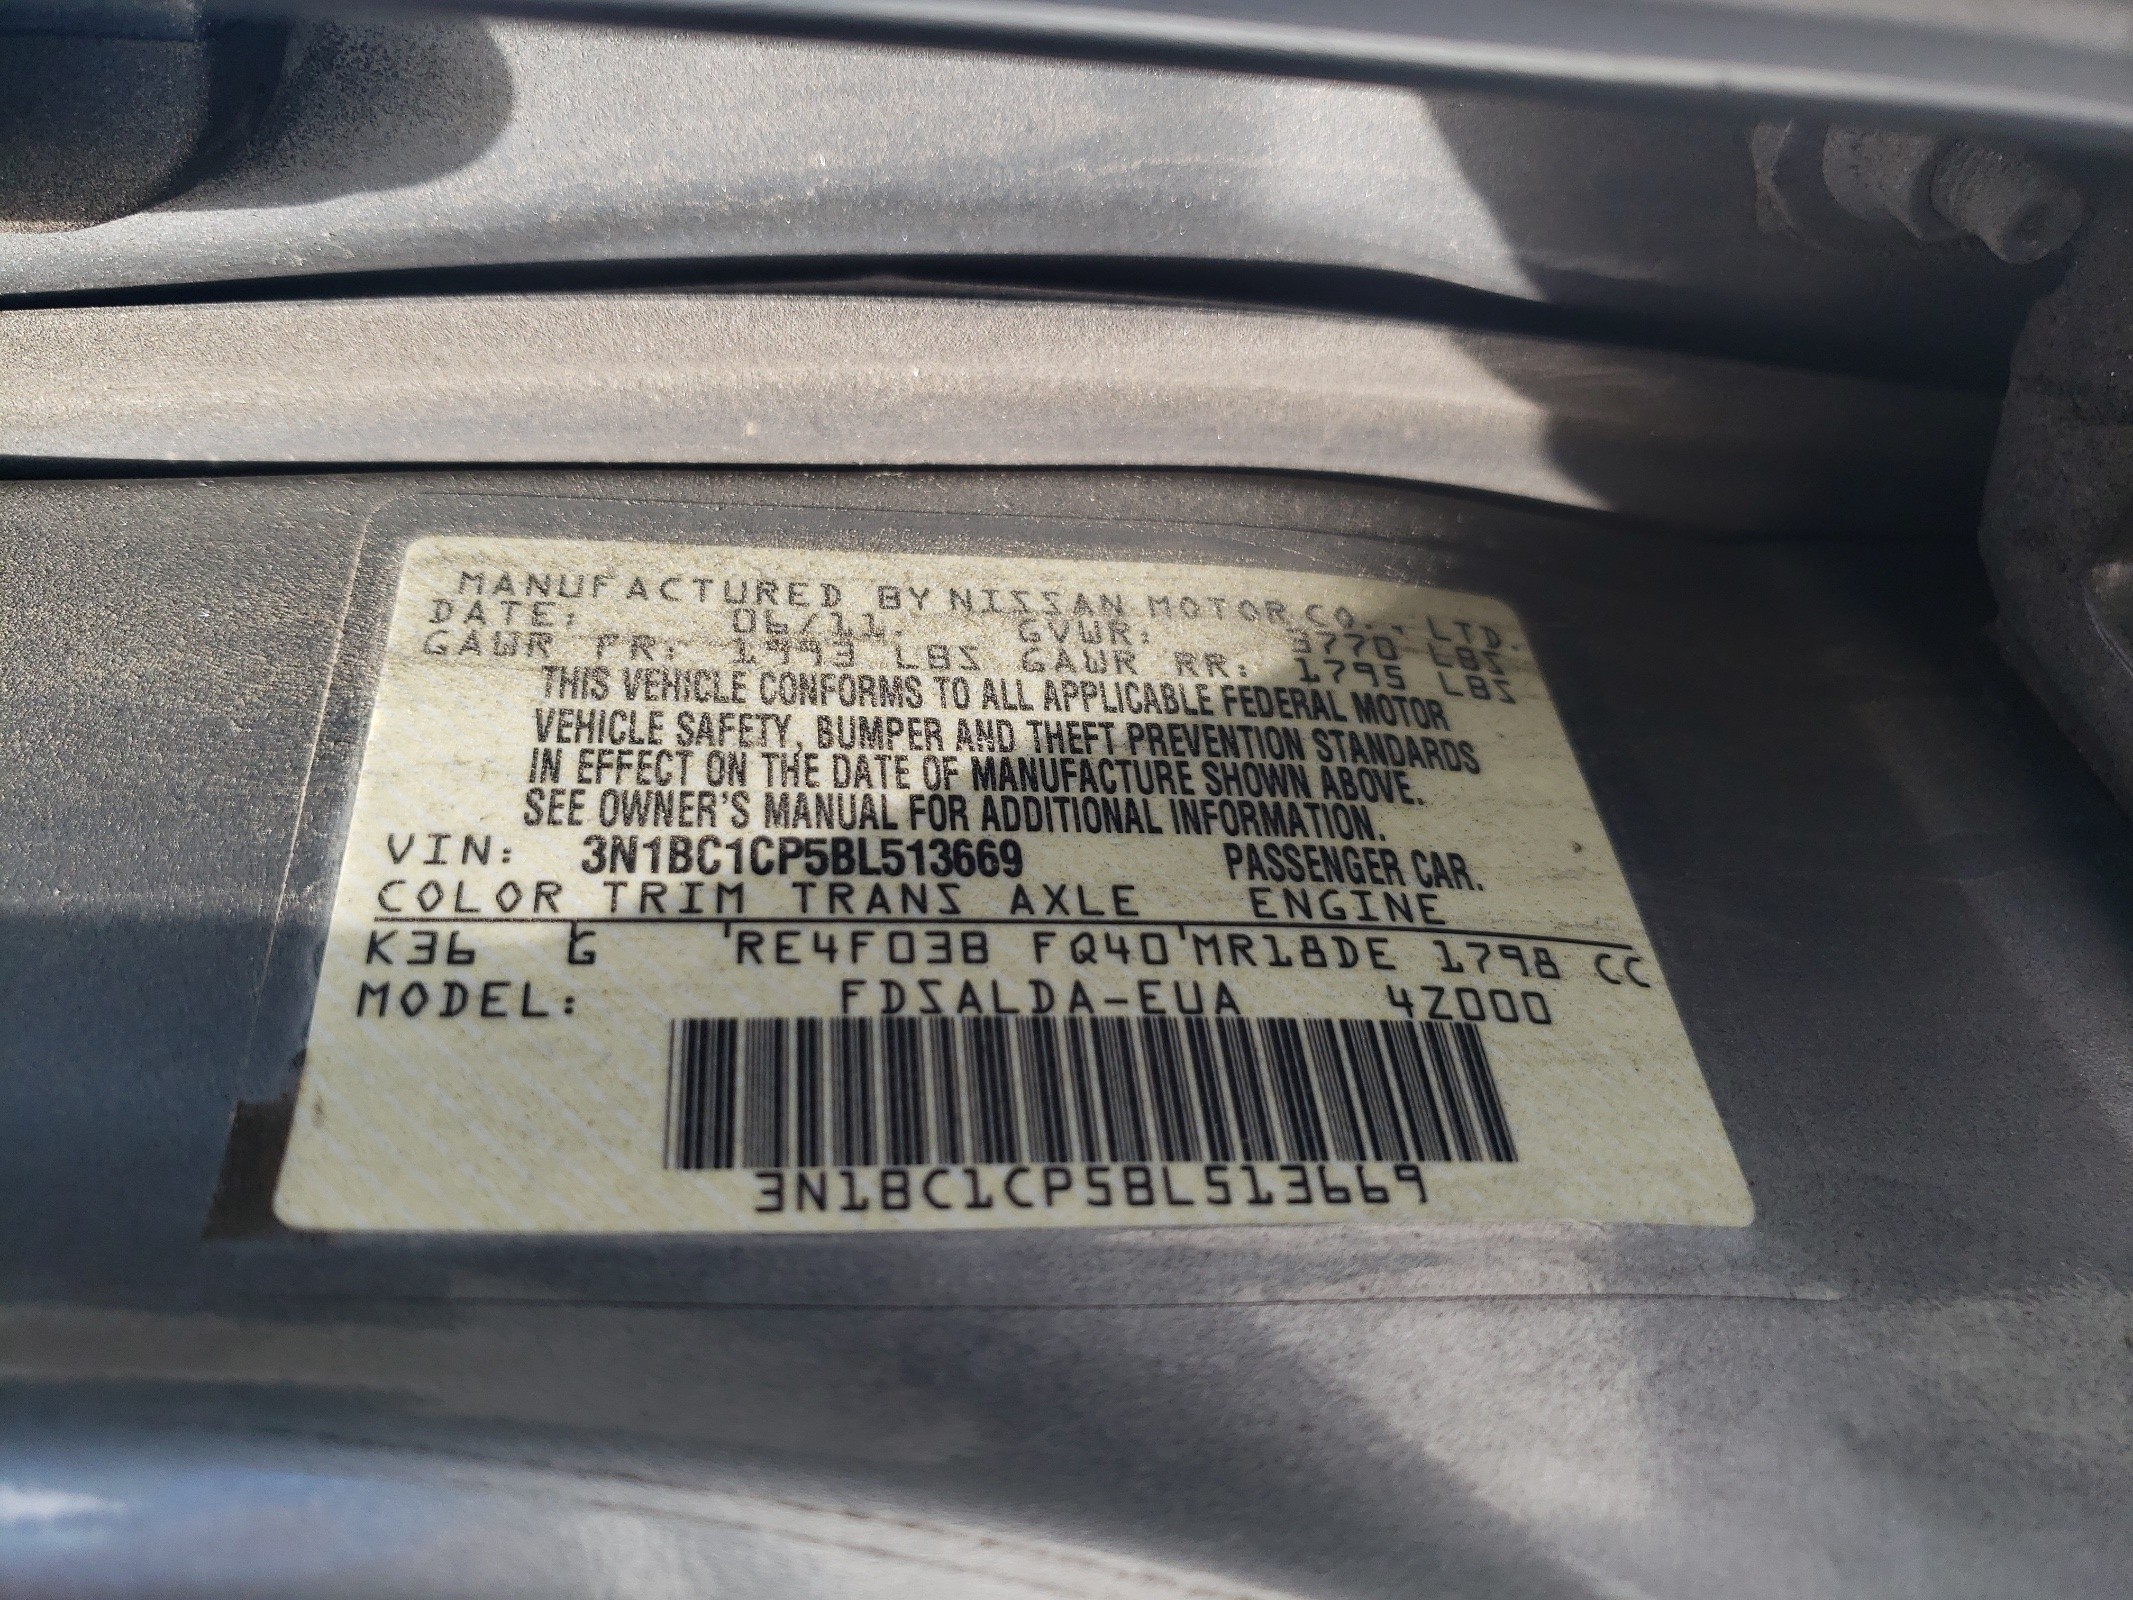 MANUFACTURED BY NISSAN MOTOR CO., LTD.
DATE: 06/11. GVWR: 3770 LBS
GAWR FR: 1993 LBS GAWR RR: 1795 LBS
THIS VEHICLE CONFORMS TO ALL APPLICABLE FEDERAL MOTOR
VEHICLE SAFETY, BUMPER AND THEFT PREVENTION STANDARDS
IN EFFECT ON THE DATE OF MANUFACTURE SHOWN ABOVE.
SEE OWNER'S MANUAL FOR ADDITIONAL INFORMATION.
VIN: 3N1BC1CP5BL513669 PASSENGER CAR.
COLOR TRIM TRANS AXLE ENGINE
K36 G RE4F03B FQ40 MR18DE 1798 CC
MODEL: FDSALDA-EUA 4Z000
3N1BC1CP5BL513669